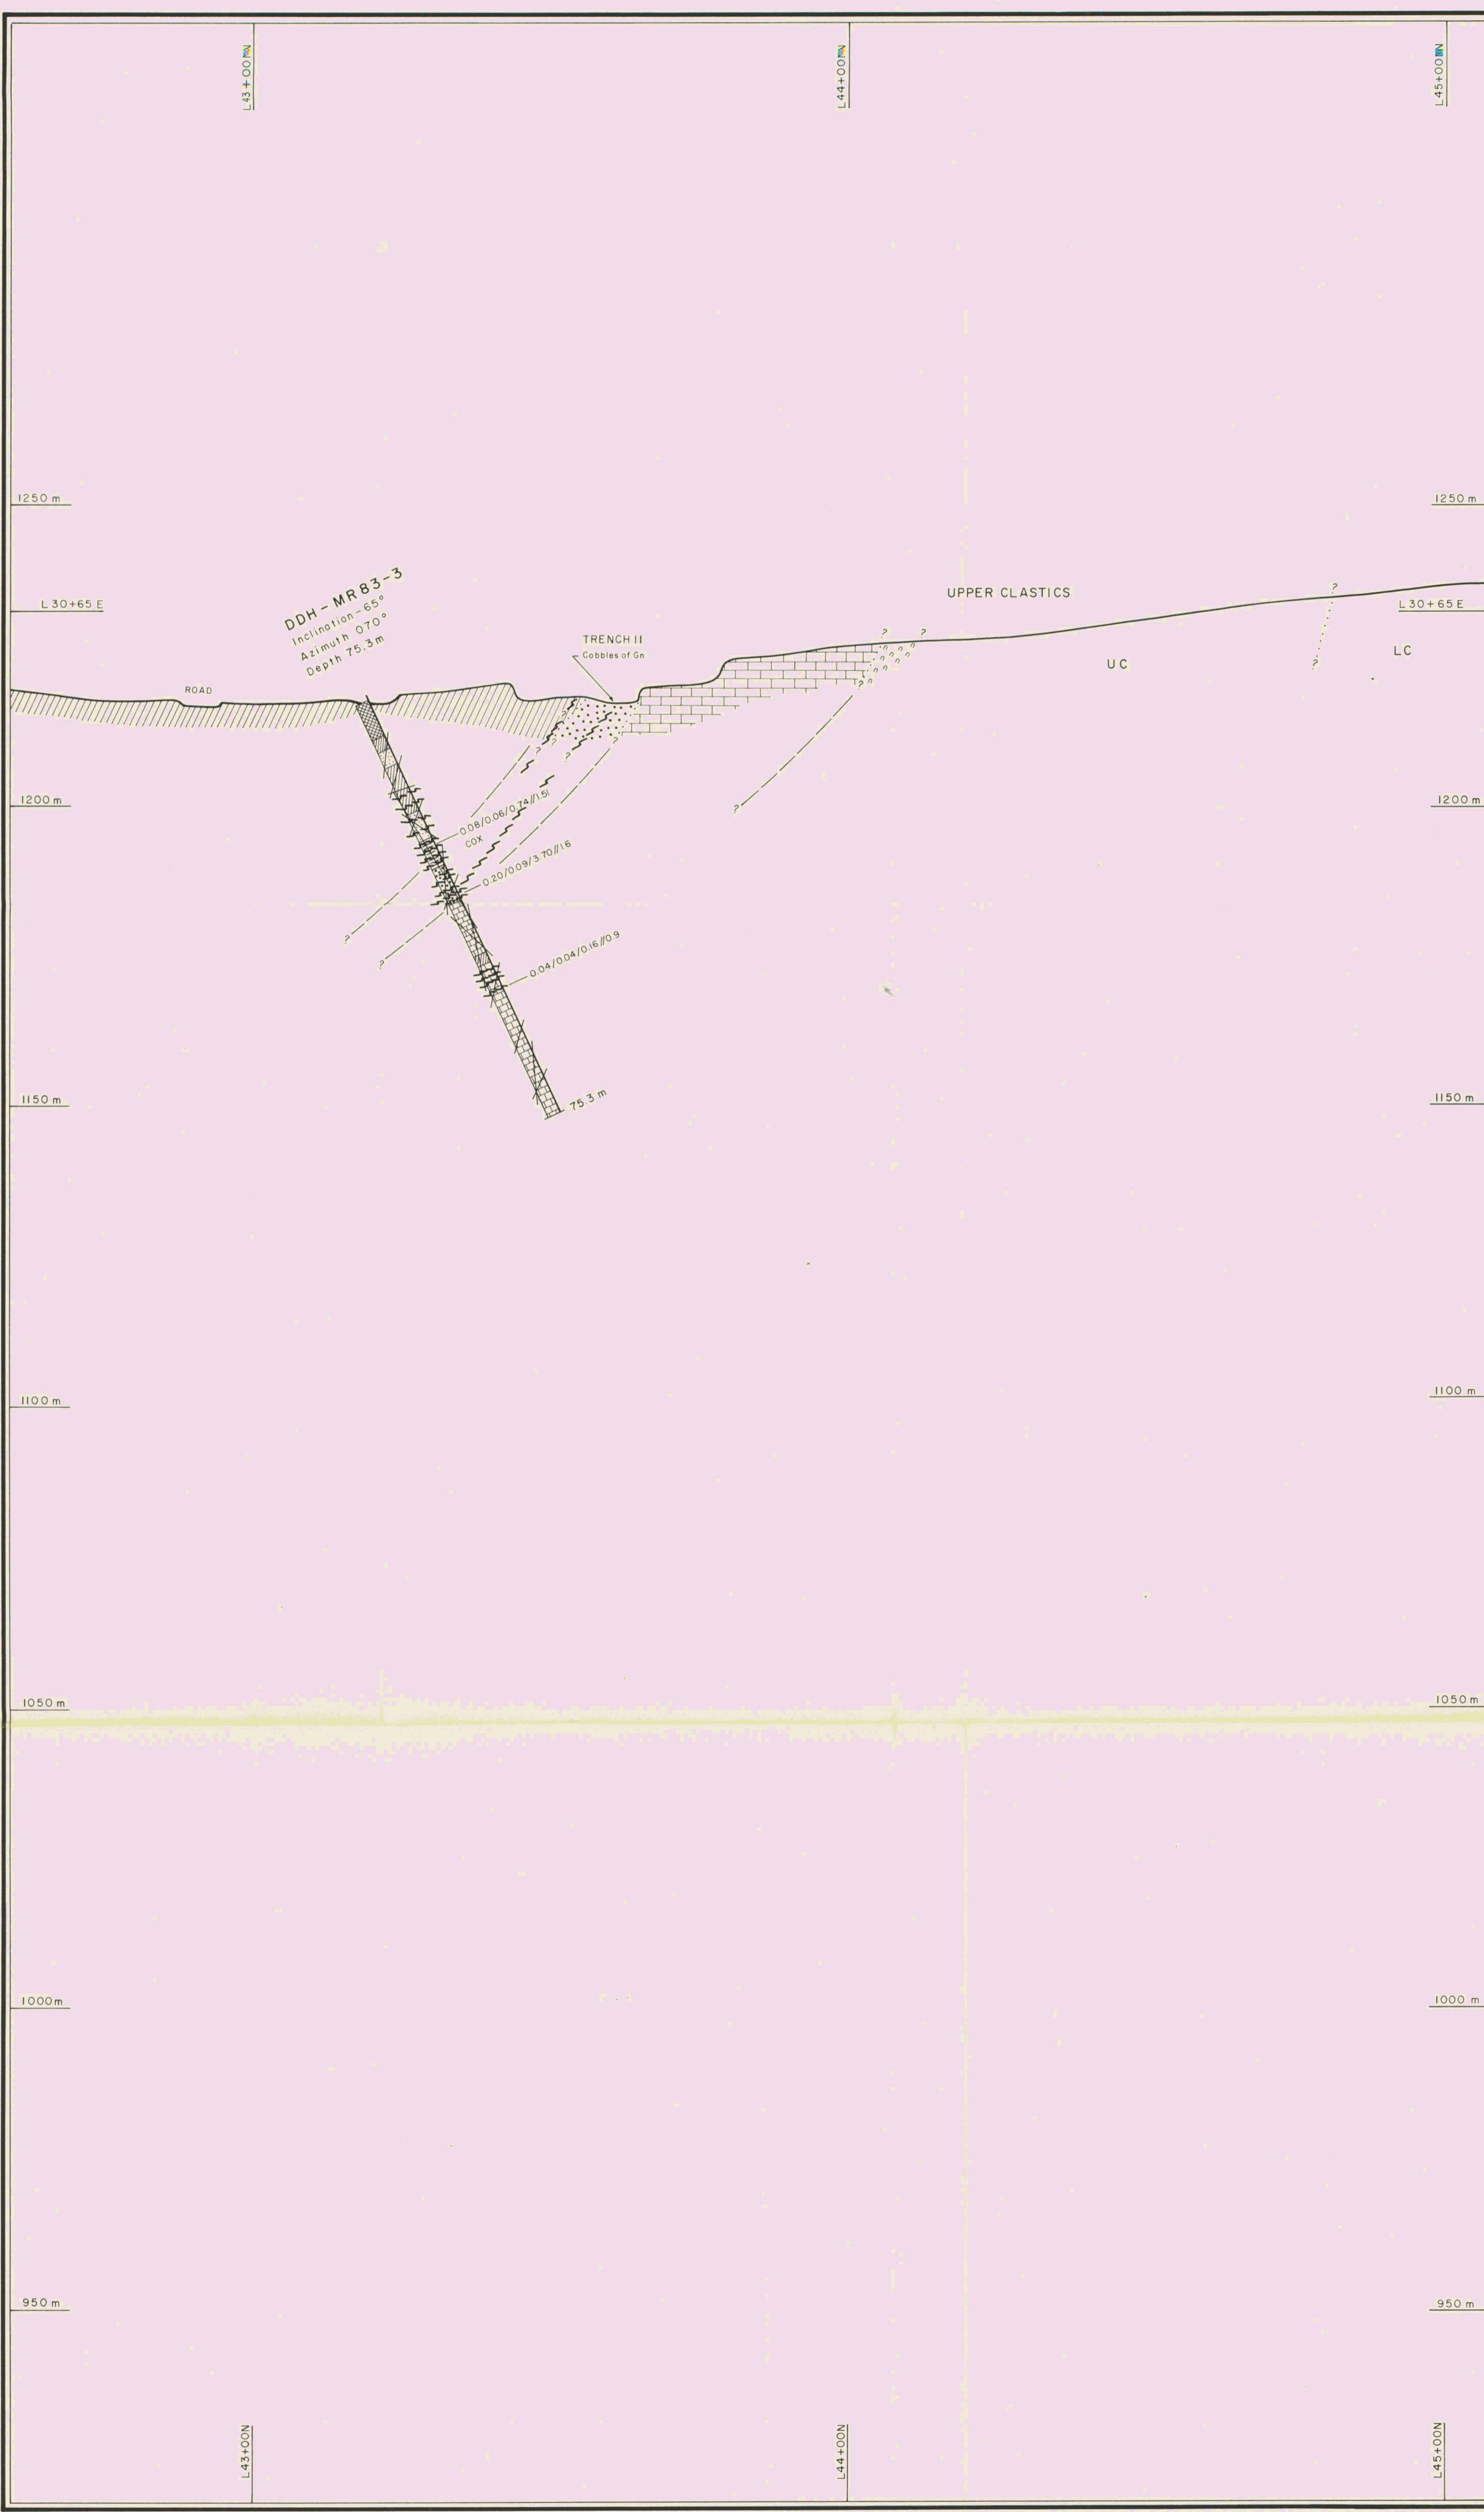 L43+00N
L44+00N
L45+00N
1250 m
1250 m
DDH-MR83-3
Inclination-65°
Azimuth 070°
Depth 75.3m
L30+65 E
UPPER CLASTICS
?
L30+65 E
TRENCH II
Cobbles of Gn
?
?
UC
LC
?
ROAD
?
?
?
?
?
1200 m
?
1200 m
0.08/0.06/0.74//1.51
COX
0.20/0.09/3.70//1.6
?
?
0.04/0.04/0.16//0.9
75.3 m
1150 m
1150 m
1100 m
1100 m
1050 m
1050 m
1000m
1000 m
950 m
950 m
L43+00N
L44+00N
L45+00N